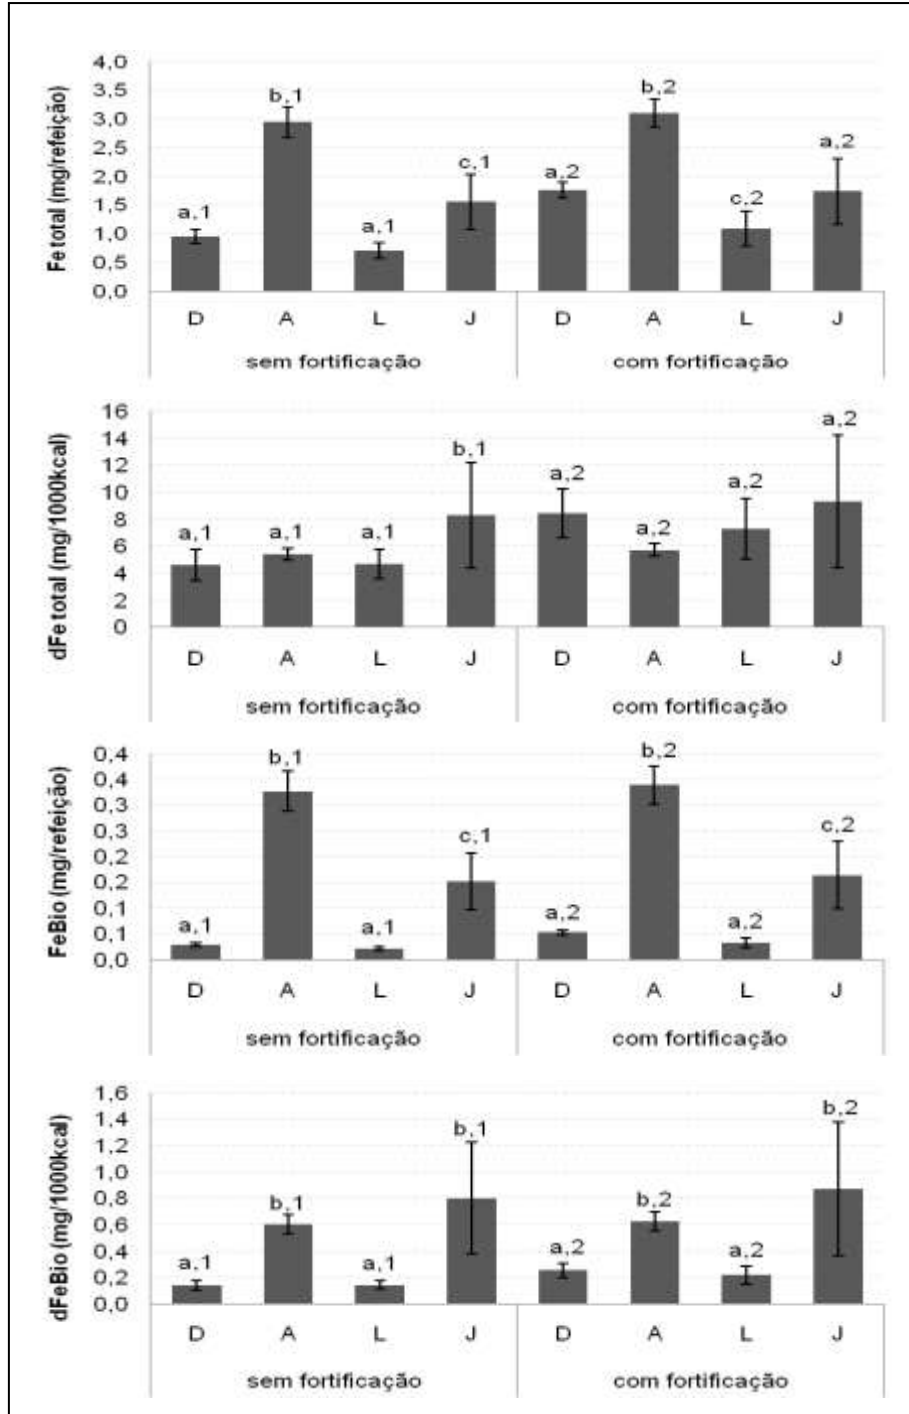 Fe total (mg/refeição)
4,0
3,5
3,0
2,5
2,0
1,5
1,0
0,5
0,0
a,1
b,1
a,1
c,1
a,2
b,2
c,2
a,2
D A L J D A L J
sem fortificação com fortificação
dFe total (mg/1000kcal)
16
14
12
10
8
6
4
2
0
a,1
a,1
a,1
b,1
a,2
a,2
a,2
a,2
D A L J D A L J
sem fortificação com fortificação
FeBio (mg/refeição)
0,4
0,4
0,3
0,3
0,2
0,2
0,1
0,1
0,0
a,1
b,1
a,1
c,1
a,2
b,2
a,2
c,2
D A L J D A L J
sem fortificação com fortificação
dFeBio (mg/1000kcal)
1,6
1,4
1,2
1,0
0,8
0,6
0,4
0,2
0,0
a,1
b,1
a,1
b,1
a,2
b,2
a,2
b,2
D A L J D A L J
sem fortificação com fortificação